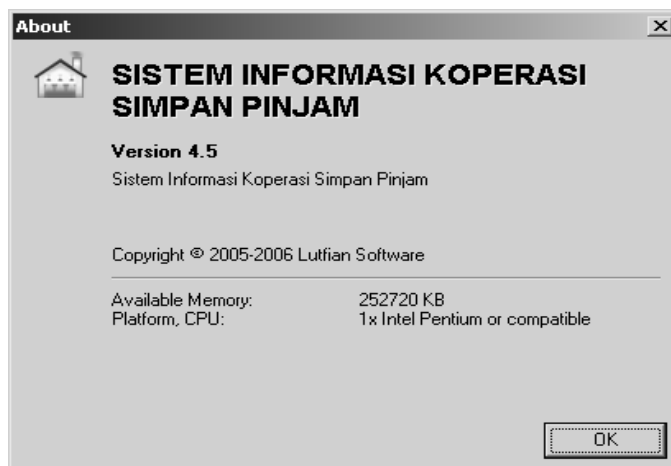 About
SISTEM INFORMASI KOPERASI
SIMPAN PINJAM
Version 4.5
Sistem Informasi Koperasi Simpan Pinjam
Copyright © 2005-2006 Lutfian Software
Available Memory: 252720 KB
Platform, CPU: 1x Intel Pentium or compatible
OK